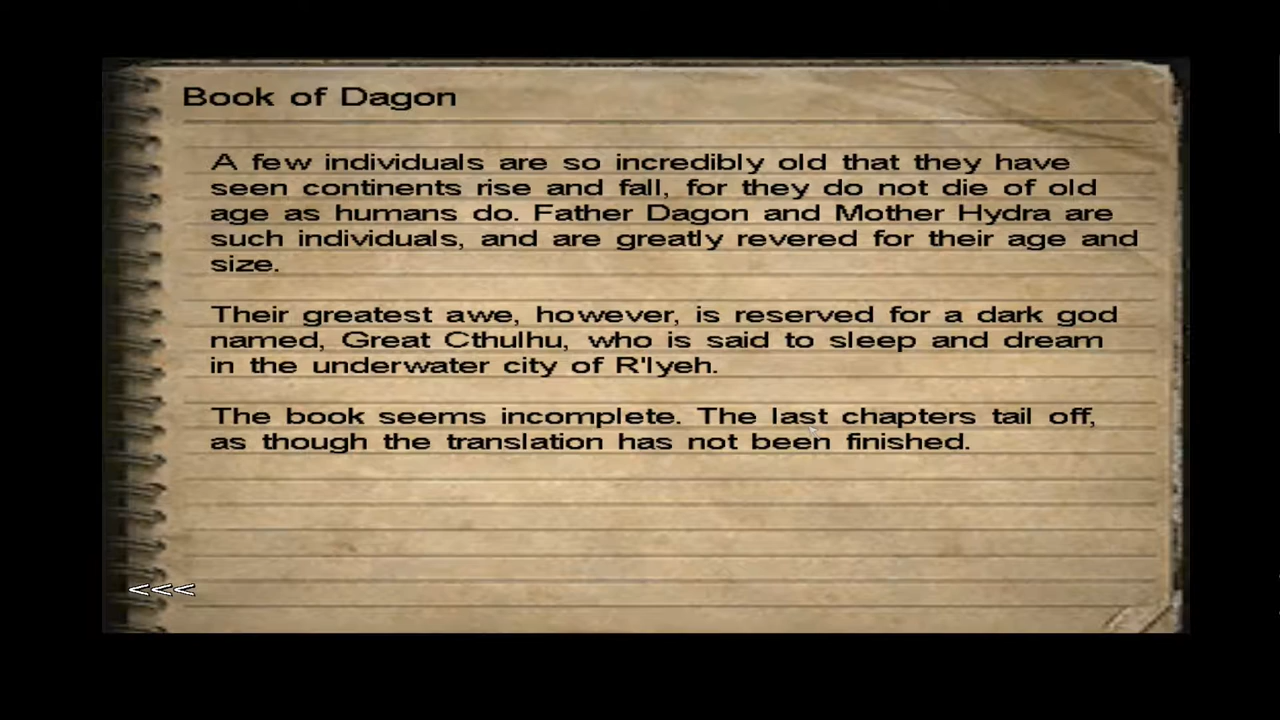 Book of Dagon
A few individuals are so incredibly old that they have
seen continents rise and fall, for they do not die of old
age as humans do. Father Dagon and Mother Hydra are
such individuals, and are greatly revered for their age and
size.
Their greatest awe, however, is reserved for a dark god
named, Great Cthulhu, who is said to sleep and dream
in the underwater city of R'lyeh.
The book seems incomplete. The last chapters tail off,
as though the translation has not been finished.
<<<